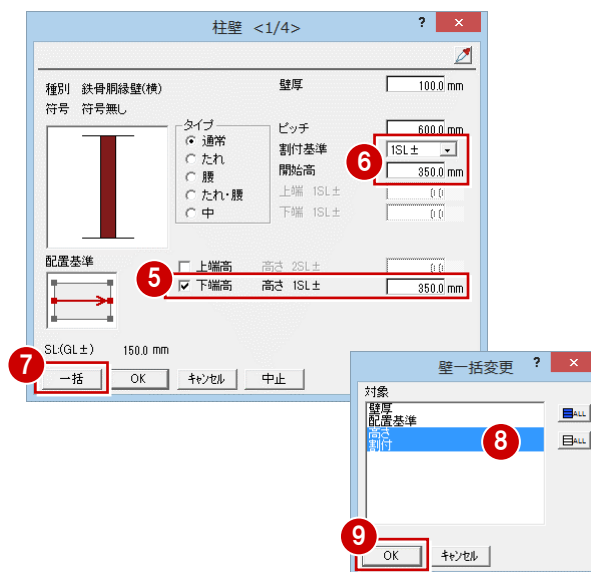 柱壁 <1/4>
? ×
種別 鉄骨胴縁壁(横)
壁厚 100.0 mm
符号 符号無し
タイプ
通常
たれ
腰
たれ・腰
中
ピッチ 600.0 mm
割付基準 1SL±
6
開始高 350.0 mm
上端 1SL± 0.0
下端 1SL± 0.0
配置基準
上端高 高さ 2SL± 0.0
5
下端高 高さ 1SL± 350.0 mm
SL(GL±) 150.0 mm
7
一括 OK キャンセル 中止
壁一括変更 ? ×
対象
壁厚
配置基準
高さ
割付
8
ALL
ALL
9
OK キャンセル